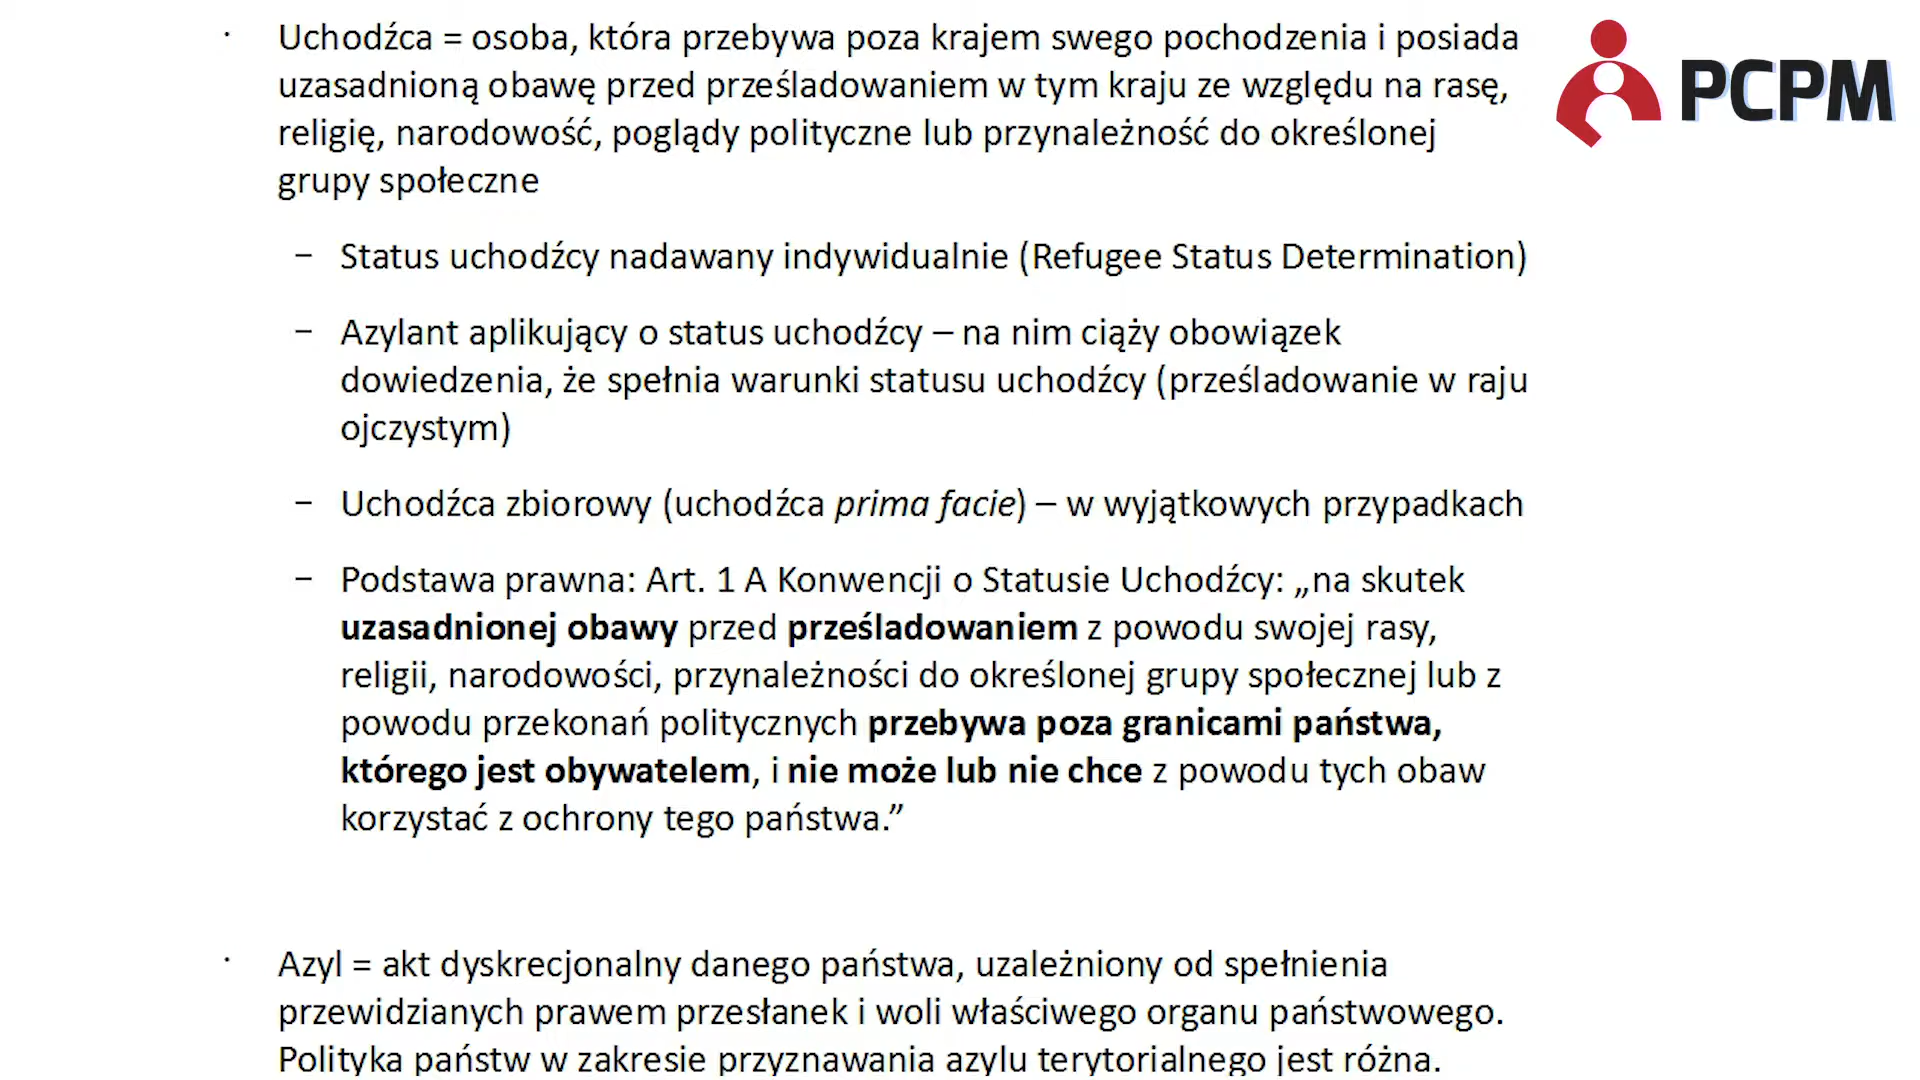 · Uchodźca = osoba, która przebywa poza krajem swego pochodzenia i posiada
uzasadnioną obawę przed prześladowaniem w tym kraju ze względu na rasę,
religię, narodowość, poglądy polityczne lub przynależność do określonej
grupy społeczne
PCPM
– Status uchodźcy nadawany indywidualnie (Refugee Status Determination)
– Azylant aplikujący o status uchodźcy – na nim ciąży obowiązek
dowiedzenia, że spełnia warunki statusu uchodźcy (prześladowanie w raju
ojczystym)
– Uchodźca zbiorowy (uchodźca prima facie) – w wyjątkowych przypadkach
– Podstawa prawna: Art. 1 A Konwencji o Statusie Uchodźcy: „na skutek
uzasadnionej obawy przed prześladowaniem z powodu swojej rasy,
religii, narodowości, przynależności do określonej grupy społecznej lub z
powodu przekonań politycznych przebywa poza granicami państwa,
którego jest obywatelem, i nie może lub nie chce z powodu tych obaw
korzystać z ochrony tego państwa.”
· Azyl = akt dyskrecjonalny danego państwa, uzależniony od spełnienia
przewidzianych prawem przesłanek i woli właściwego organu państwowego.
Polityka państw w zakresie przyznawania azylu terytorialnego jest różna.